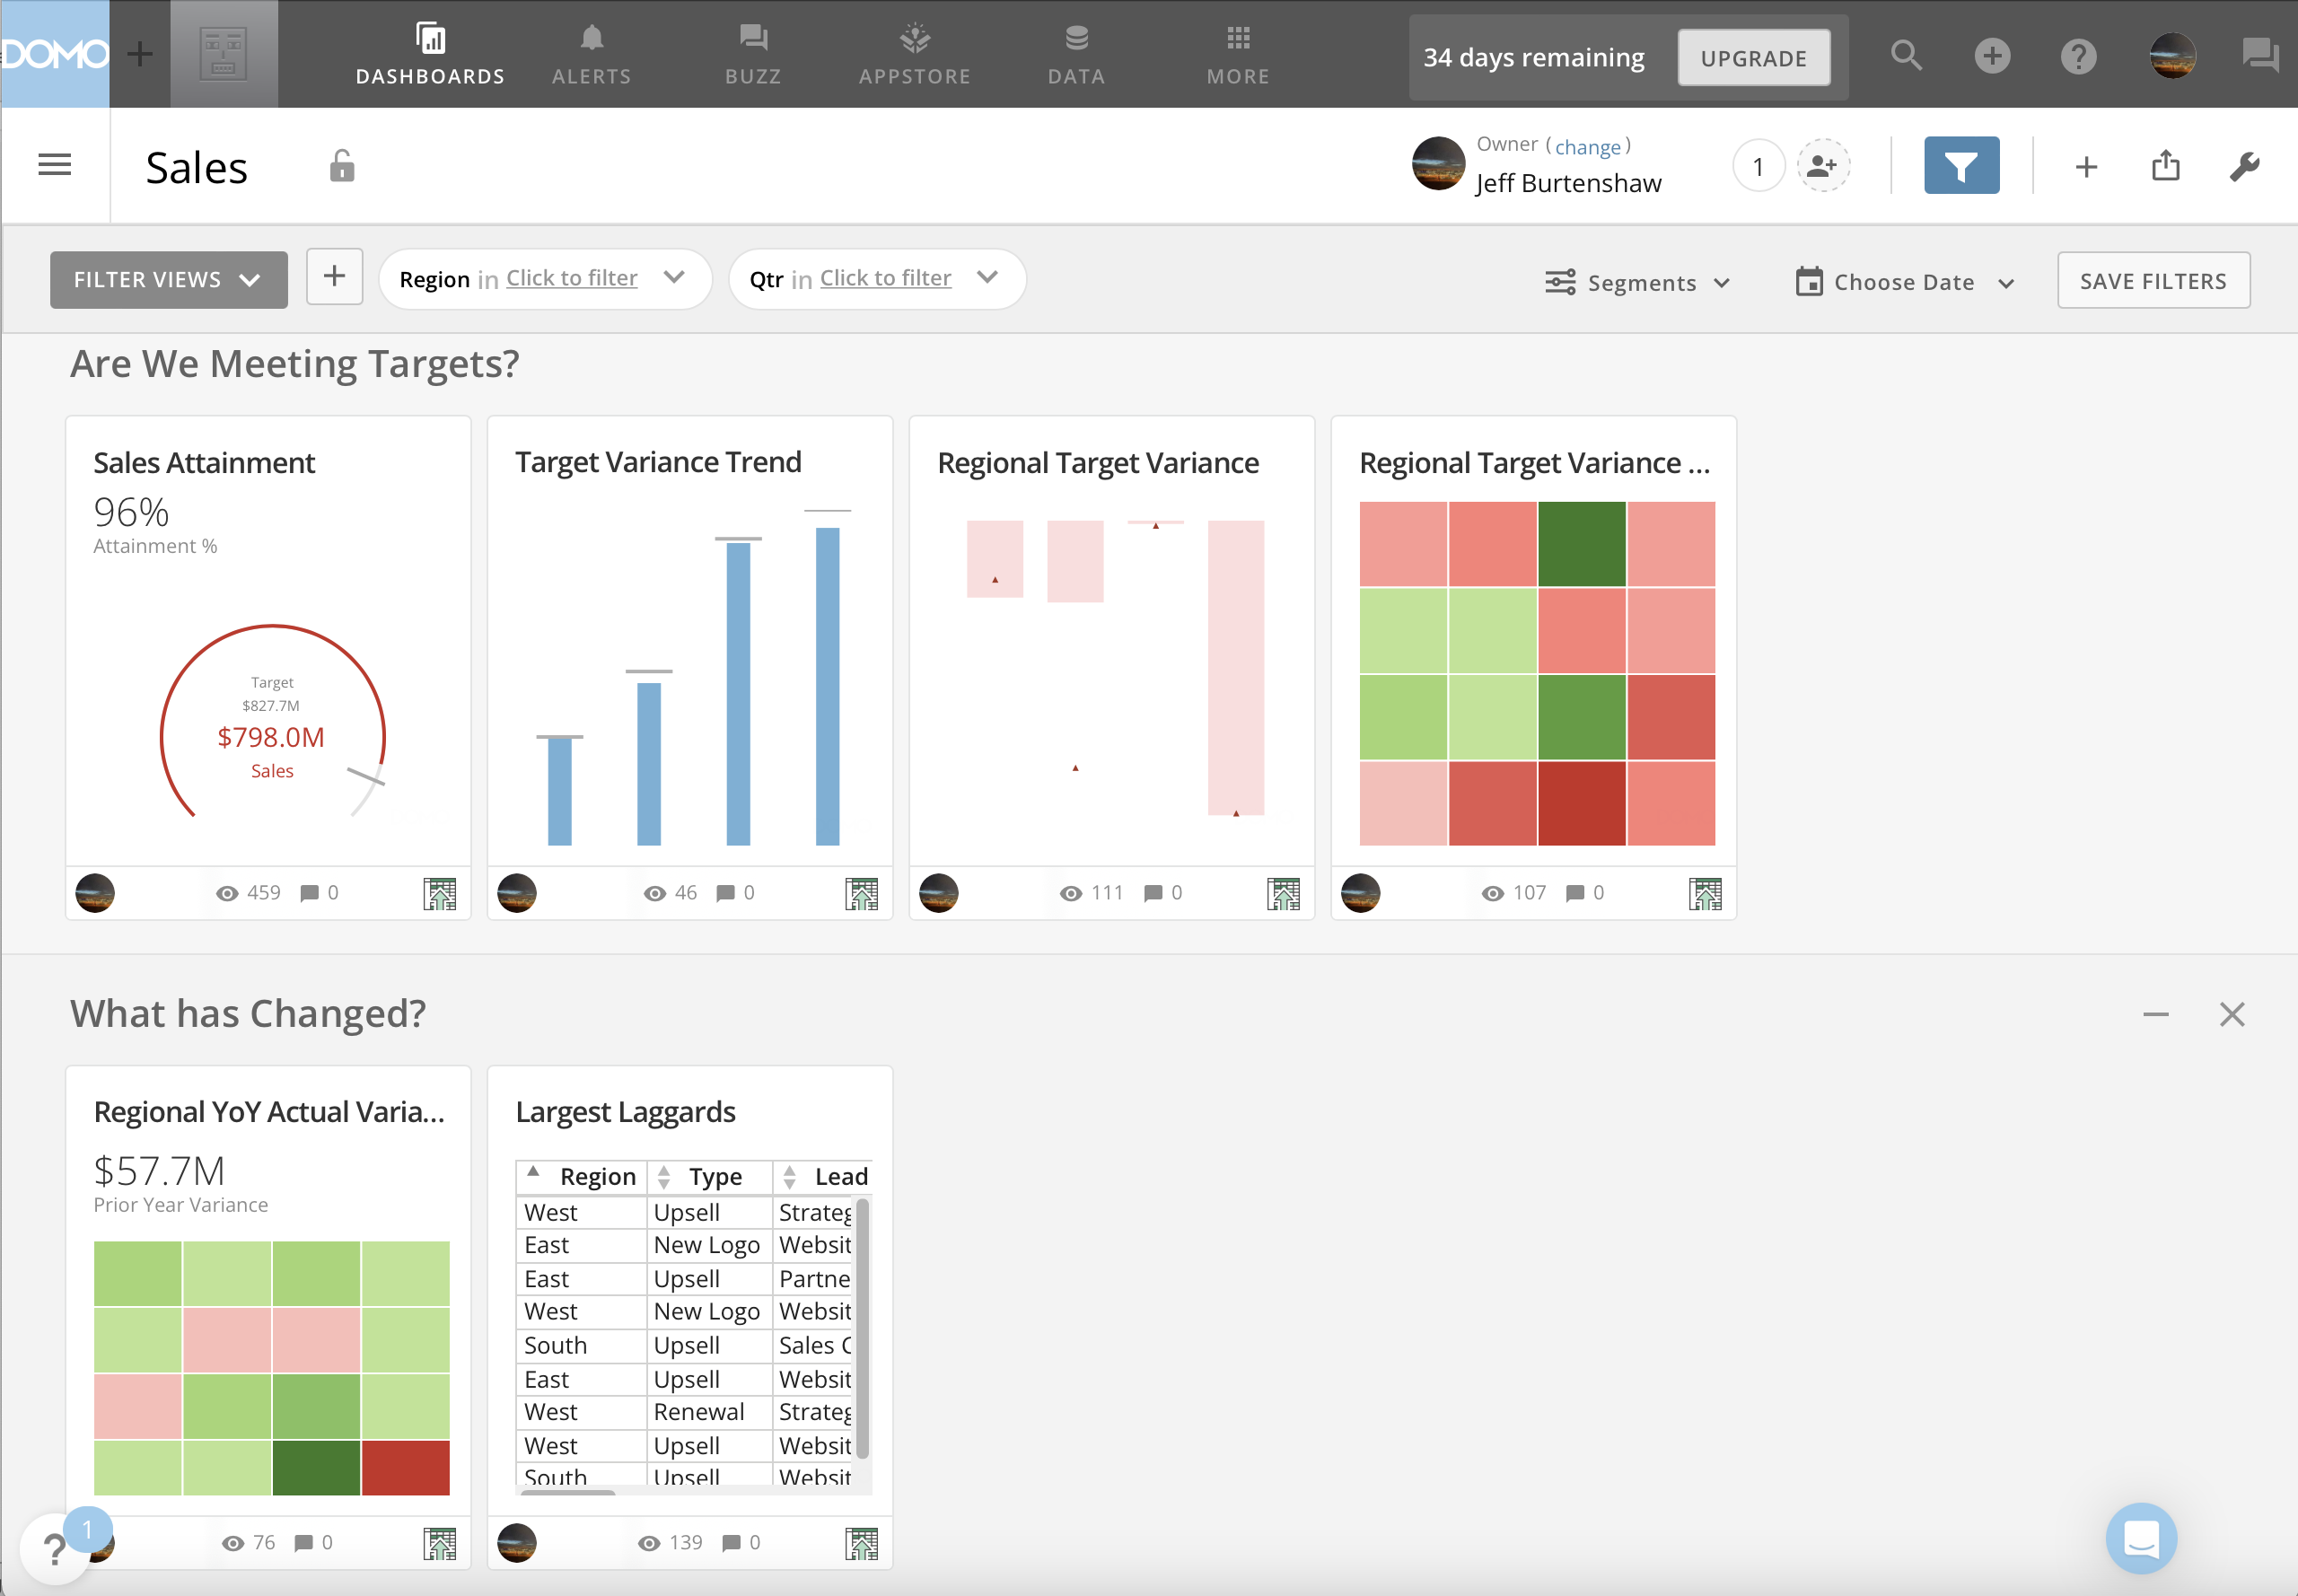 DOMO
DASHBOARDS
ALERTS
BUZZ
APPSTORE
DATA
MORE
34 days remaining
UPGRADE
Sales
Owner ( change )
Jeff Burtenshaw
1
FILTER VIEWS
Region in Click to filter
Qtr in Click to filter
Segments
Choose Date
SAVE FILTERS
Are We Meeting Targets?
Sales Attainment
96%
Attainment %
Target
$827.7M
$798.0M
Sales
459 0
Target Variance Trend
46 0
Regional Target Variance
111 0
Regional Target Variance ...
107 0
What has Changed?
Regional YoY Actual Varia...
$57.7M
Prior Year Variance
76 0
Largest Laggards
Region Type Lead
West Upsell Strateg
East New Logo Websit
East Upsell Partne
West New Logo Websit
South Upsell Sales C
East Upsell Websit
West Renewal Strateg
West Upsell Websit
South Upsell Websit
139 0
? 1